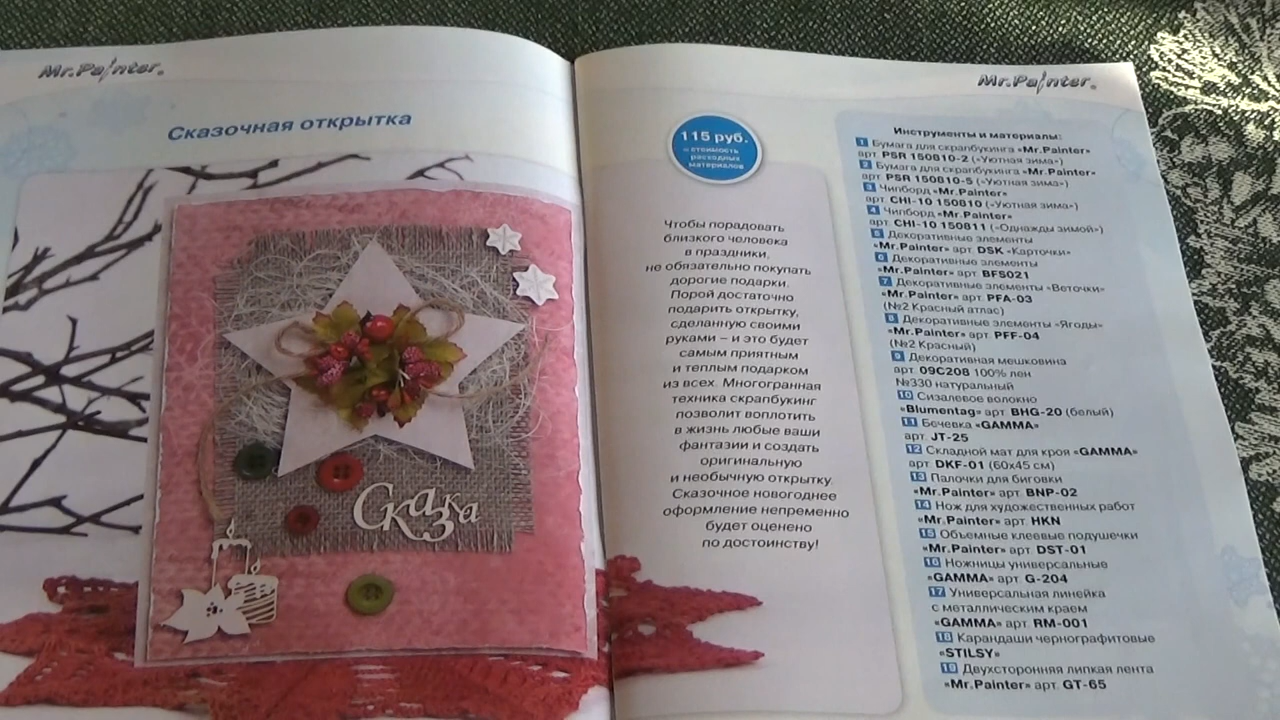 Mr.Painter.
Сказочная открытка
Сказка
Mr.Painter.
115 руб.
стоимость
расходных
материалов
Чтобы порадовать
близкого человека
в праздники,
не обязательно покупать
дорогие подарки.
Порой достаточно
подарить открытку,
сделанную своими
руками – и это будет
самым приятным
и теплым подарком
из всех. Многогранная
техника скрапбукинг
позволит воплотить
в жизнь любые ваши
фантазии и создать
оригинальную
и необычную открытку.
Сказочное новогоднее
оформление непременно
будет оценено
по достоинству!
Инструменты и материалы:
1 Бумага для скрапбукинга «Mr.Painter»
арт. PSR 150810-2 («Уютная зима»)
2 Бумага для скрапбукинга «Mr.Painter»
арт. PSR 150810-5 («Уютная зима»)
3 Чипборд «Mr.Painter»
арт. CHI-10 150810 («Уютная зима»)
4 Чипборд «Mr.Painter»
арт. CHI-10 150811 («Однажды зимой»)
5 Декоративные элементы
«Mr.Painter» арт. DSK «Карточки»
6 Декоративные элементы
«Mr.Painter» арт. BFS021
7 Декоративные элементы «Веточки»
«Mr.Painter» арт. PFA-03
(№2 Красный атлас)
8 Декоративные элементы «Ягоды»
«Mr.Painter» арт. PFF-04
(№2 Красный)
9 Декоративная мешковина
арт. 09C208 100% лен
№330 натуральный
10 Сизалевое волокно
«Blumentag» арт. BHG-20 (белый)
11 Бечевка «GAMMA»
арт. JT-25
12 Складной мат для кроя «GAMMA»
арт. DKF-01 (60x45 см)
13 Палочки для биговки
«Mr.Painter» арт. BNP-02
14 Нож для художественных работ
«Mr.Painter» арт. HKN
15 Объемные клеевые подушечки
«Mr.Painter» арт. DST-01
16 Ножницы универсальные
«GAMMA» арт. G-204
17 Универсальная линейка
с металлическим краем
«GAMMA» арт. RM-001
18 Карандаши чернографитовые
«STILSY»
19 Двухсторонняя липкая лента
«Mr.Painter» арт. GT-65